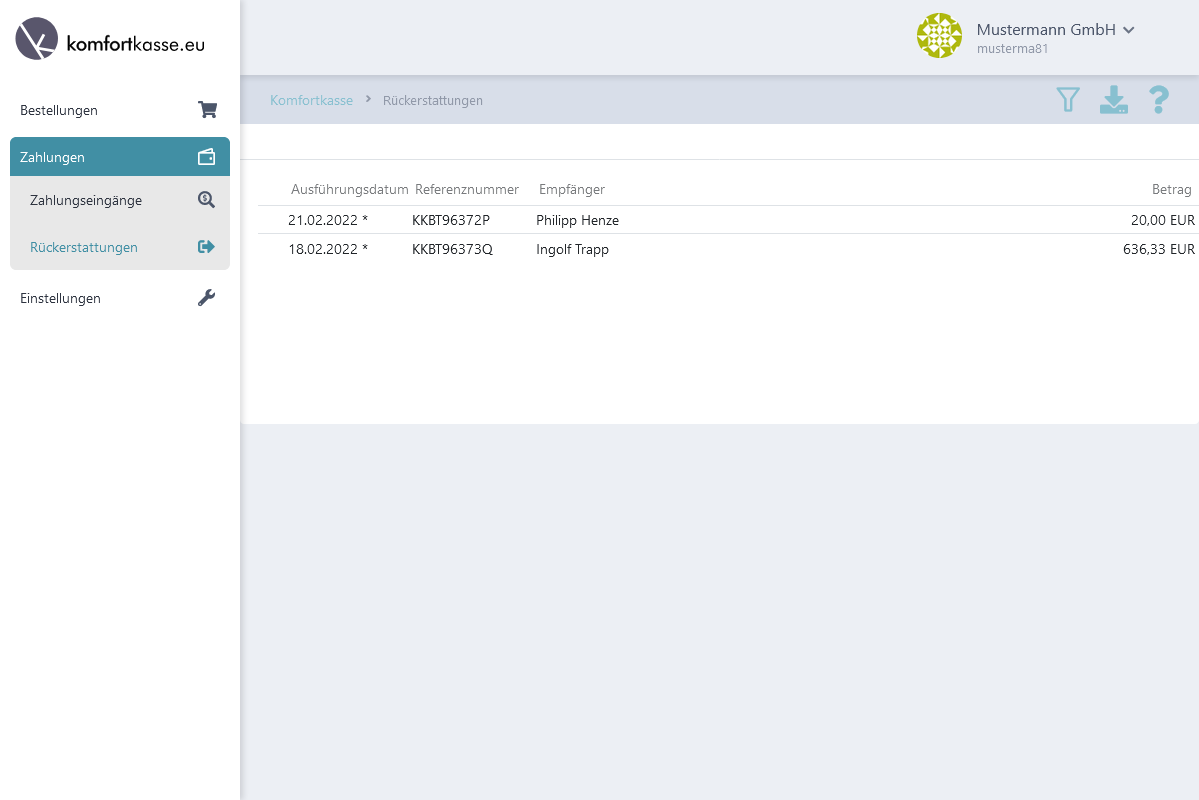 komfortkasse.eu
Mustermann GmbH
musterma81
Komfortkasse > Rückerstattungen
Bestellungen
Zahlungen
Zahlungseingänge
Rückerstattungen
Einstellungen
Ausführungsdatum Referenznummer Empfänger Betrag
21.02.2022 * KKBT96372P Philipp Henze 20,00 EUR
18.02.2022 * KKBT96373Q Ingolf Trapp 636,33 EUR